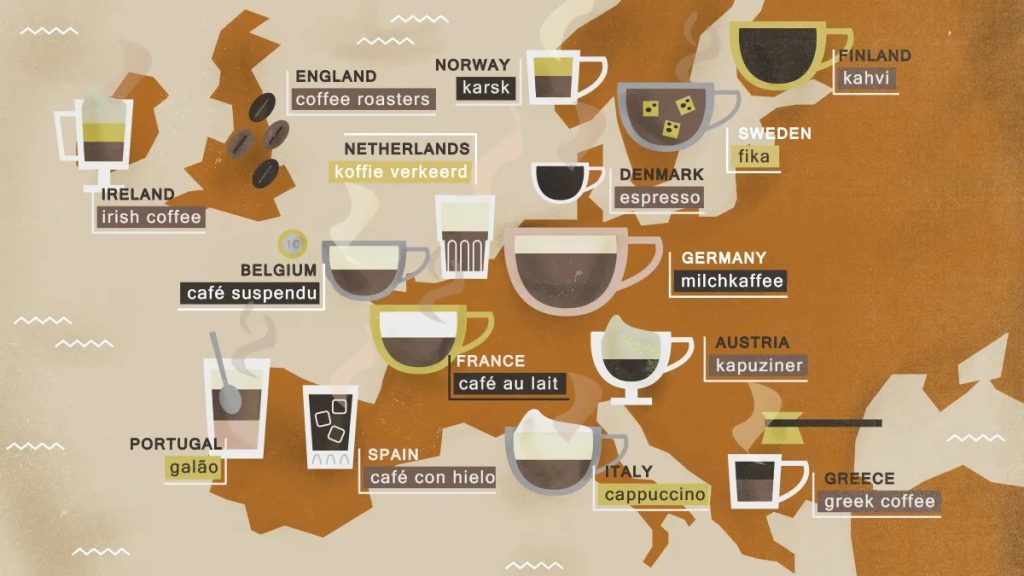 ENGLAND
coffee roasters
NORWAY
karsk
FINLAND
kahvi
SWEDEN
fika
NETHERLANDS
koffie verkeerd
DENMARK
espresso
IRELAND
irish coffee
1€
BELGIUM
café suspendu
GERMANY
milchkaffee
FRANCE
café au lait
AUSTRIA
kapuziner
PORTUGAL
galão
SPAIN
café con hielo
ITALY
cappuccino
GREECE
greek coffee